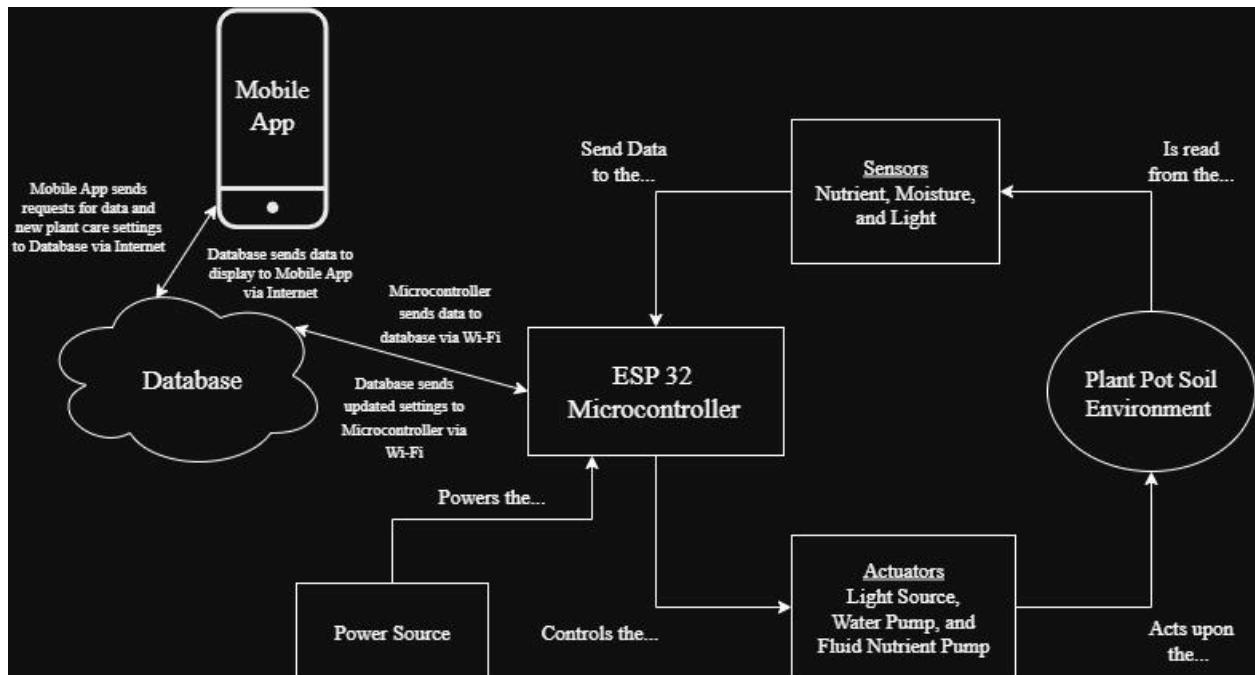 Mobile
App
Mobile App sends
requests for data and
new plant care settings
to Database via Internet
Database sends data to
display to Mobile App
via Internet
Database
Microcontroller
sends data to
database via Wi-Fi
Database sends
updated settings to
Microcontroller via
Wi-Fi
Send Data
to the...
Sensors
Nutrient, Moisture,
and Light
Is read
from the...
ESP 32
Microcontroller
Plant Pot Soil
Environment
Powers the...
Power Source
Controls the...
Actuators
Light Source,
Water Pump, and
Fluid Nutrient Pump
Acts upon
the...